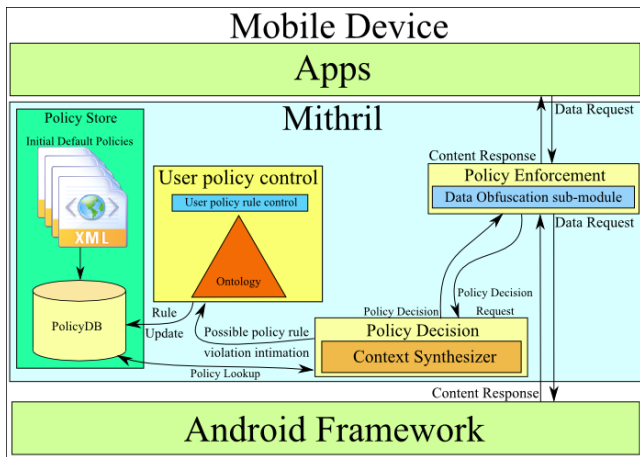 Mobile Device
Apps
Policy Store
Initial Default Policies
XML
PolicyDB
Mithril
User policy control
User policy rule control
Ontology
Data Request
Content Response
Policy Enforcement
Data Obfuscation sub-module
Data Request
Rule
Update
Possible policy rule
violation intimation
Policy Lookup
Policy Decision
Policy Decision
Request
Policy Decision
Context Synthesizer
Content Response
Android Framework